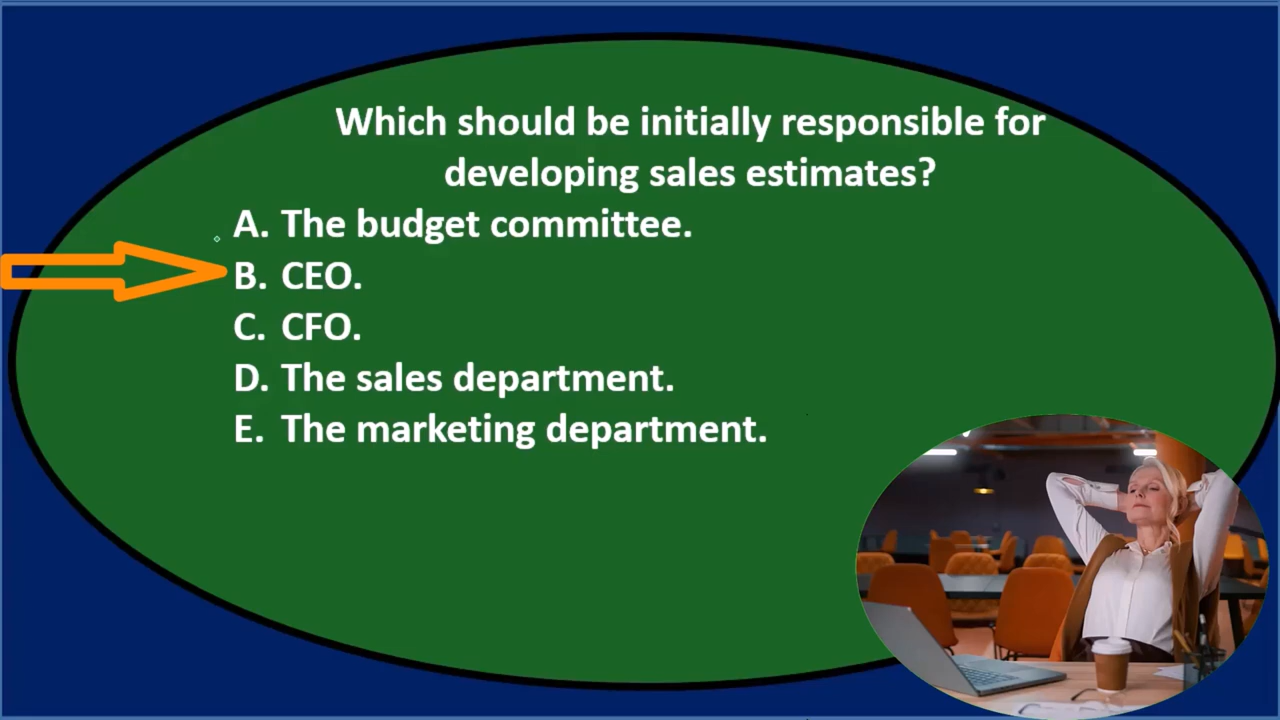 Which should be initially responsible for
developing sales estimates?
A. The budget committee.
B. CEO.
C. CFO.
D. The sales department.
E. The marketing department.